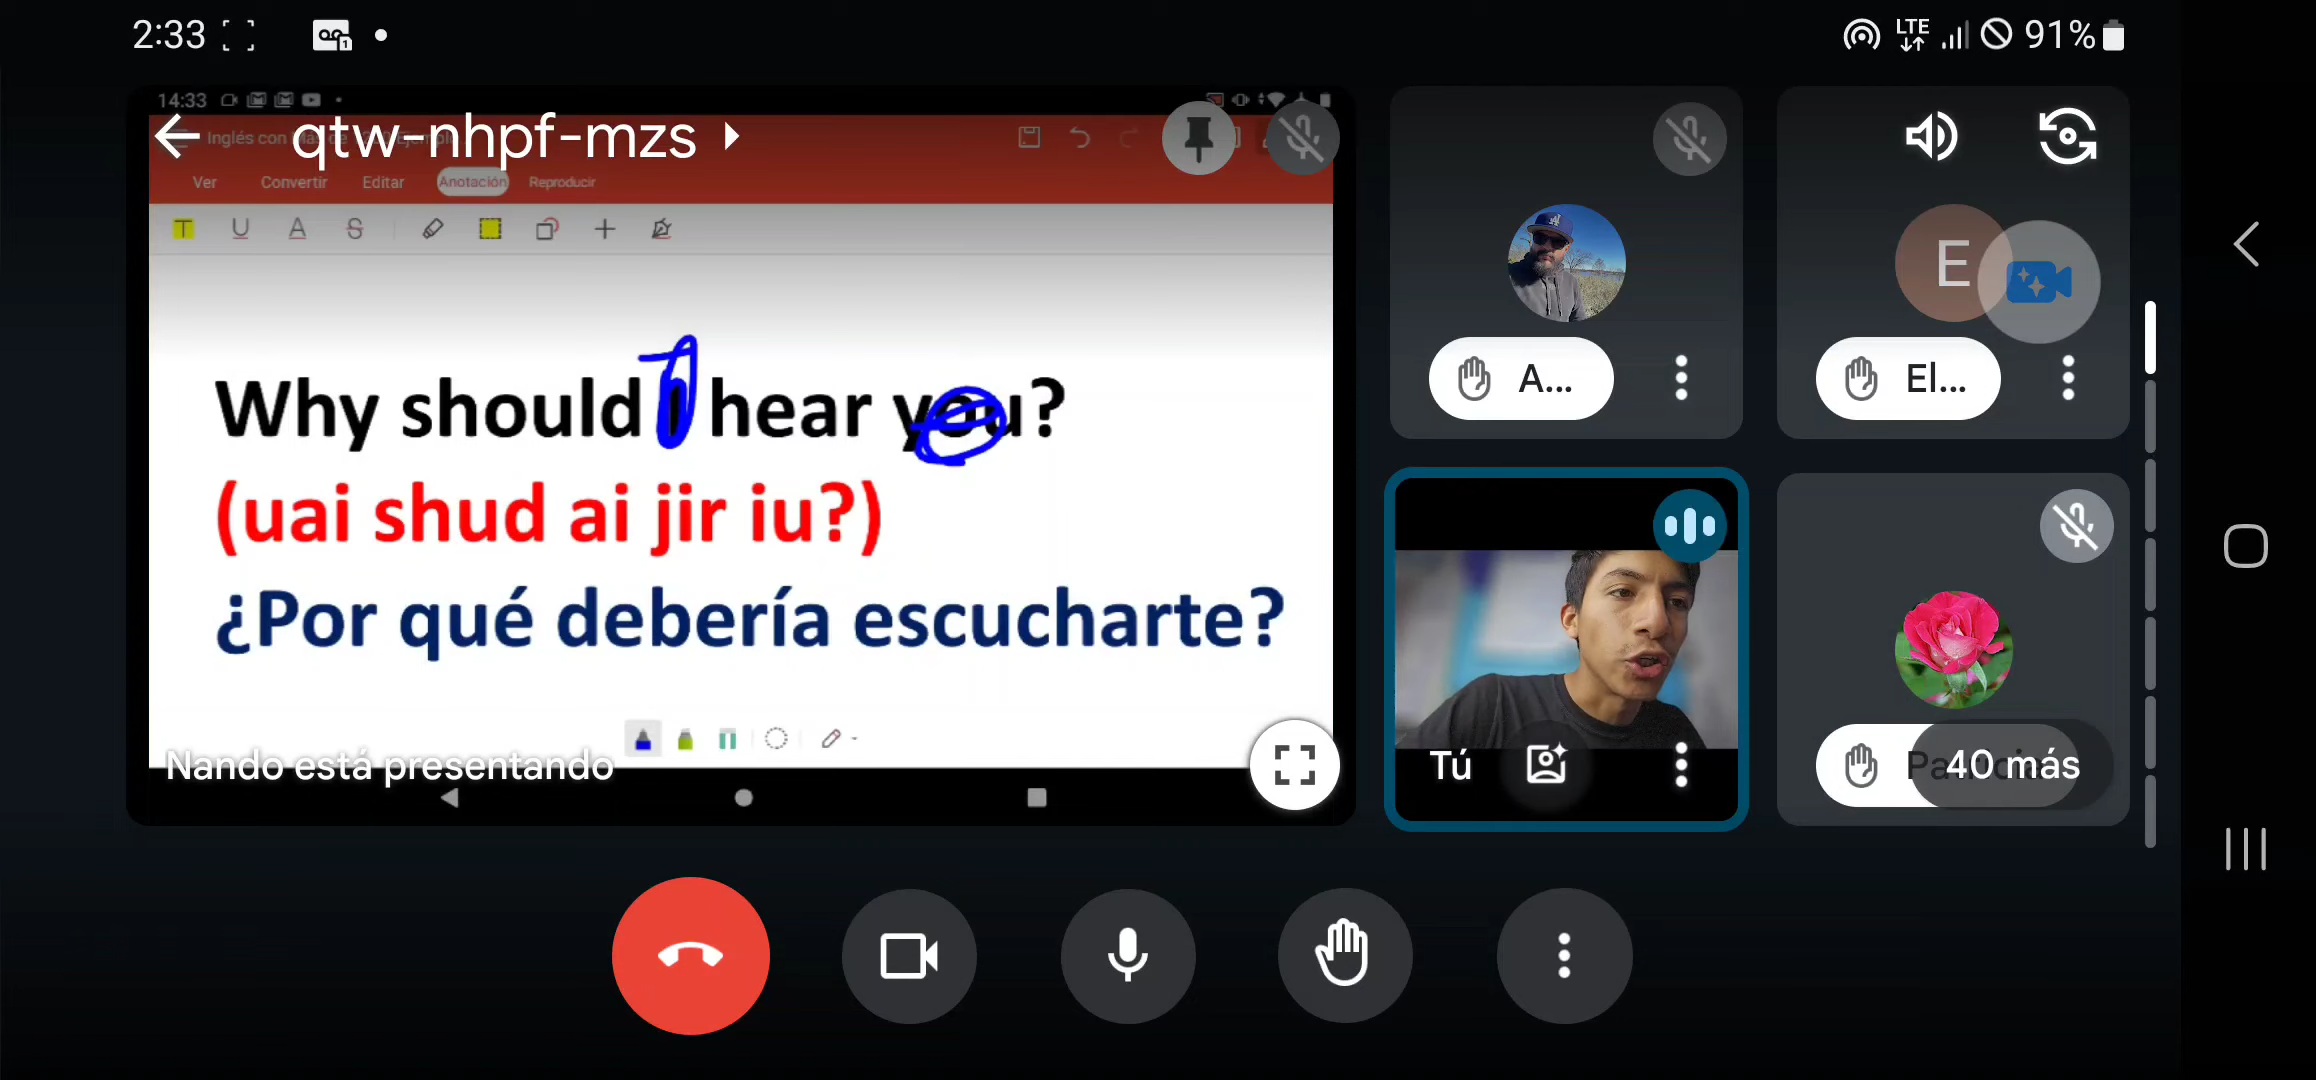 2:33
LTE
91%
14:33
qtw-nhpf-mzs
Inglés con
Ver Convertir Editar Anotación Reproducir
T U A S
Why should I hear you?
(uai shud ai jir iu?)
¿Por qué debería escucharte?
Nando está presentando
A...
E
El...
Tú
40 más